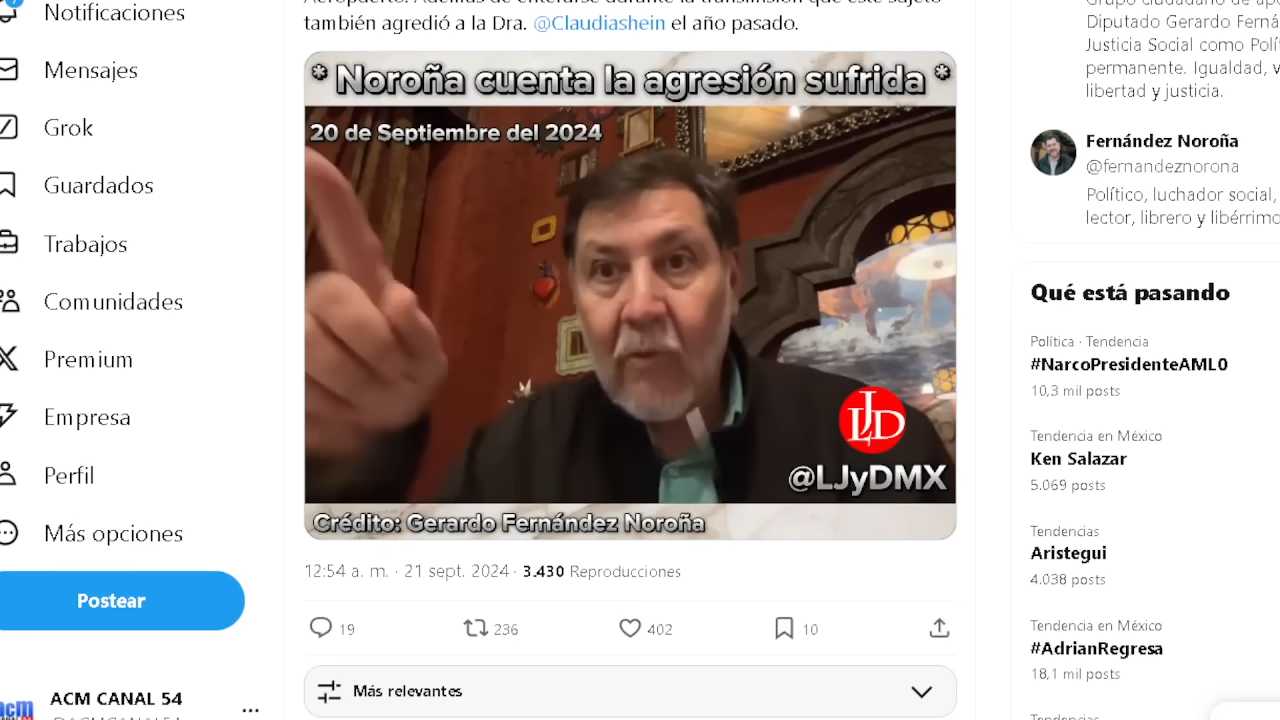 Notificaciones
Mensajes
Grok
Guardados
Trabajos
Comunidades
Premium
Empresa
Perfil
Más opciones
Postear
ACM CANAL 54
también agredió a la Dra. @Claudiashein el año pasado.
* Noroña cuenta la agresión sufrida *
20 de Septiembre del 2024
LJD
@LJyDMX
Crédito: Gerardo Fernández Noroña
12:54 a. m. · 21 sept. 2024 · 3.430 Reproducciones
19 236 402 10
Más relevantes
Diputado Gerardo Ferná
Justicia Social como Polí
permanente. Igualdad, v
libertad y justicia.
Fernández Noroña
@fernandeznorona
Político, luchador social,
lector, librero y libérrimo
Qué está pasando
Política · Tendencia
#NarcoPresidenteAML0
10,3 mil posts
Tendencia en México
Ken Salazar
5.069 posts
Tendencias
Aristegui
4.038 posts
Tendencia en México
#AdrianRegresa
18,1 mil posts